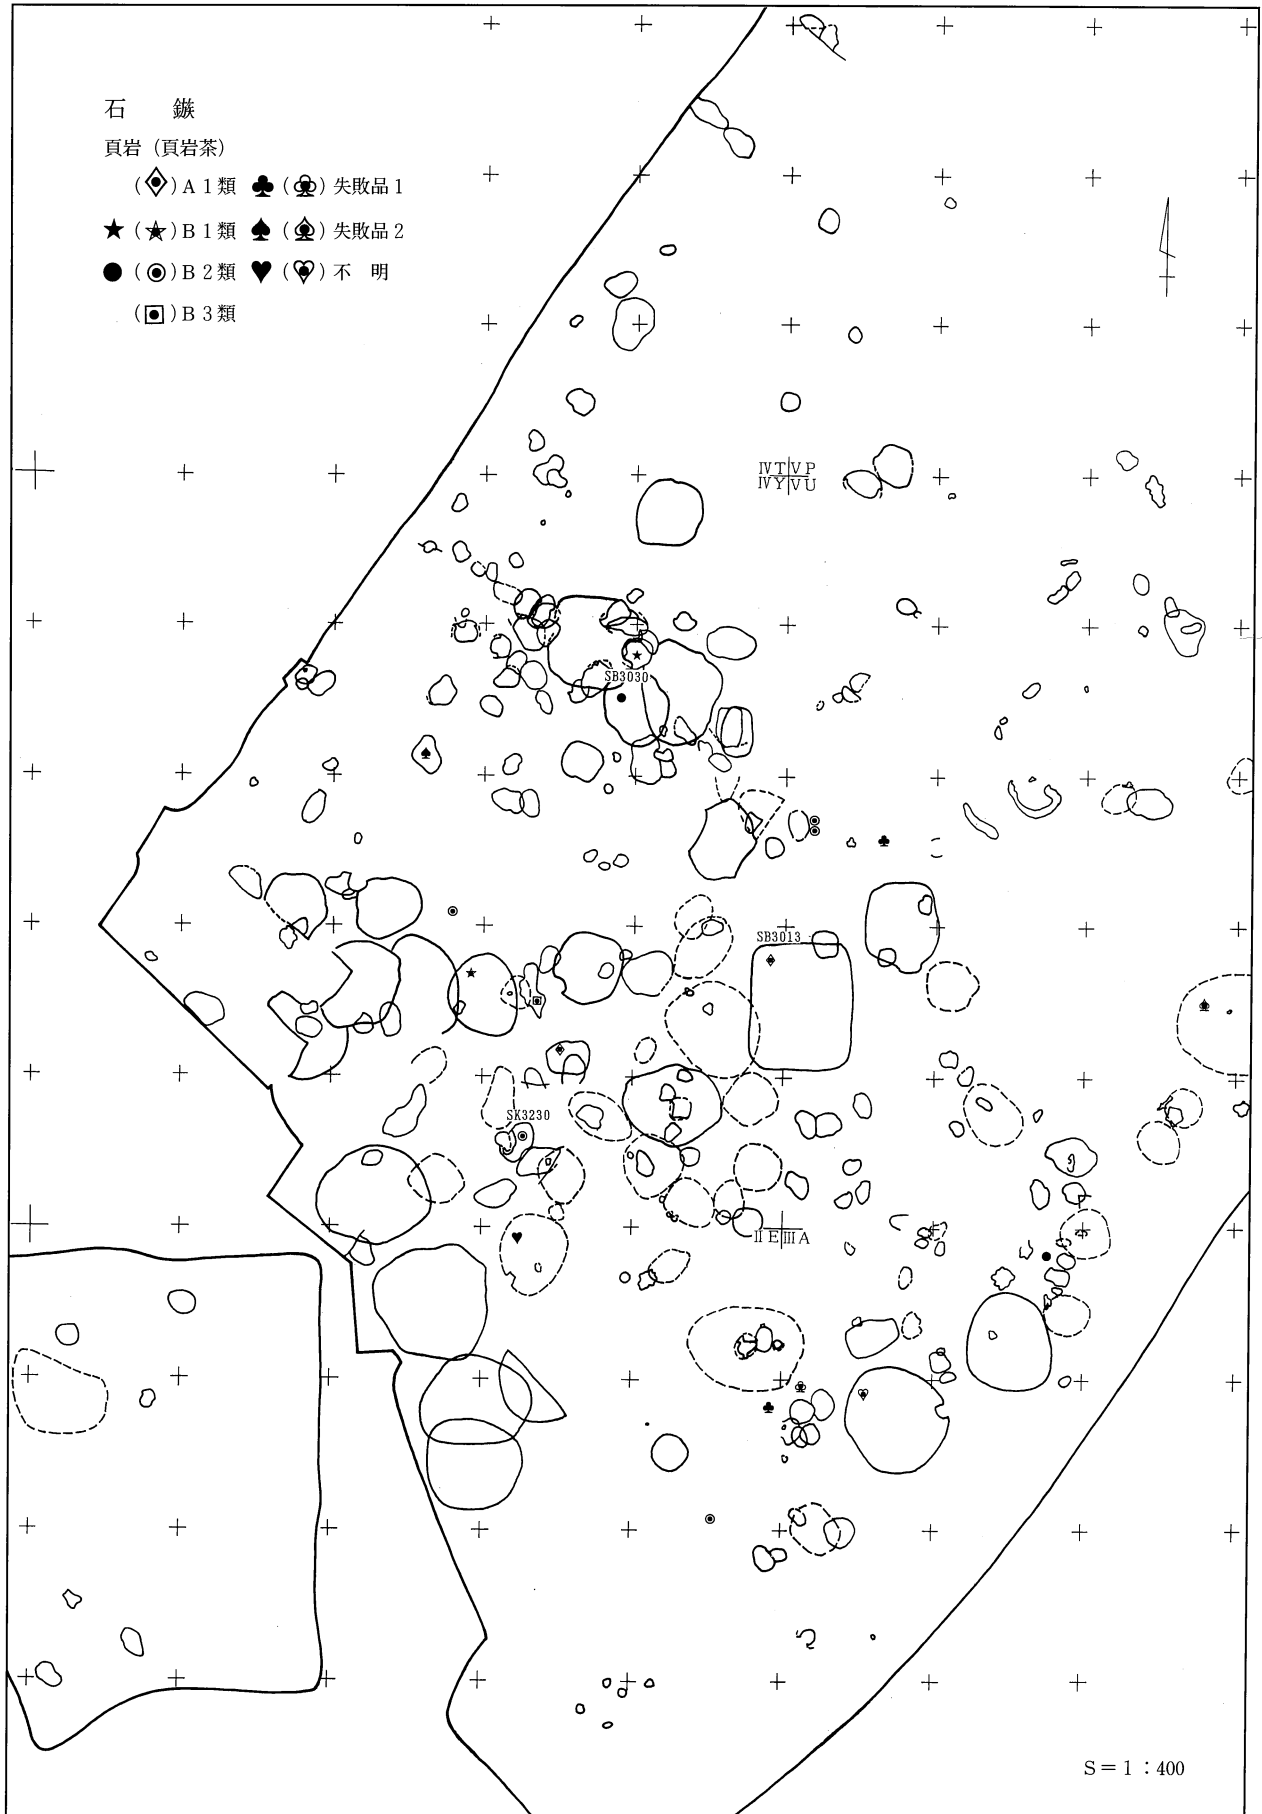 石　鏃
頁岩（頁岩茶）
（◈）A 1 類 ♣（♧）失敗品 1
★（☆）B 1 類 ♠（♤）失敗品 2
●（◉）B 2 類 ♥（♡）不　明
（▣）B 3 類
ⅣT ⅤP
ⅣY ⅤU
SB3030
SB3013
SK3230
ⅡE ⅢA
S＝1：400